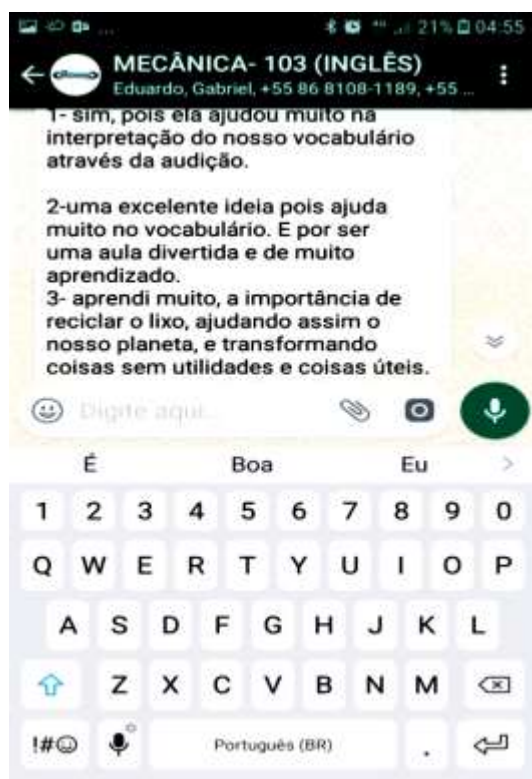 21% 04:55
MECÂNICA- 103 (INGLÊS)
Eduardo, Gabriel, +55 86 8108-1189, +55 ...
1- sim, pois ela ajudou muito na
interpretação do nosso vocabulário
através da audição.
2-uma excelente ideia pois ajuda
muito no vocabulário. E por ser
uma aula divertida e de muito
aprendizado.
3- aprendi muito, a importância de
reciclar o lixo, ajudando assim o
nosso planeta, e transformando
coisas sem utilidades e coisas úteis.
Digite aqui...
É Boa Eu
1 2 3 4 5 6 7 8 9 0
Q W E R T Y U I O P
A S D F G H J K L
Z X C V B N M
!#☺ Português (BR) .